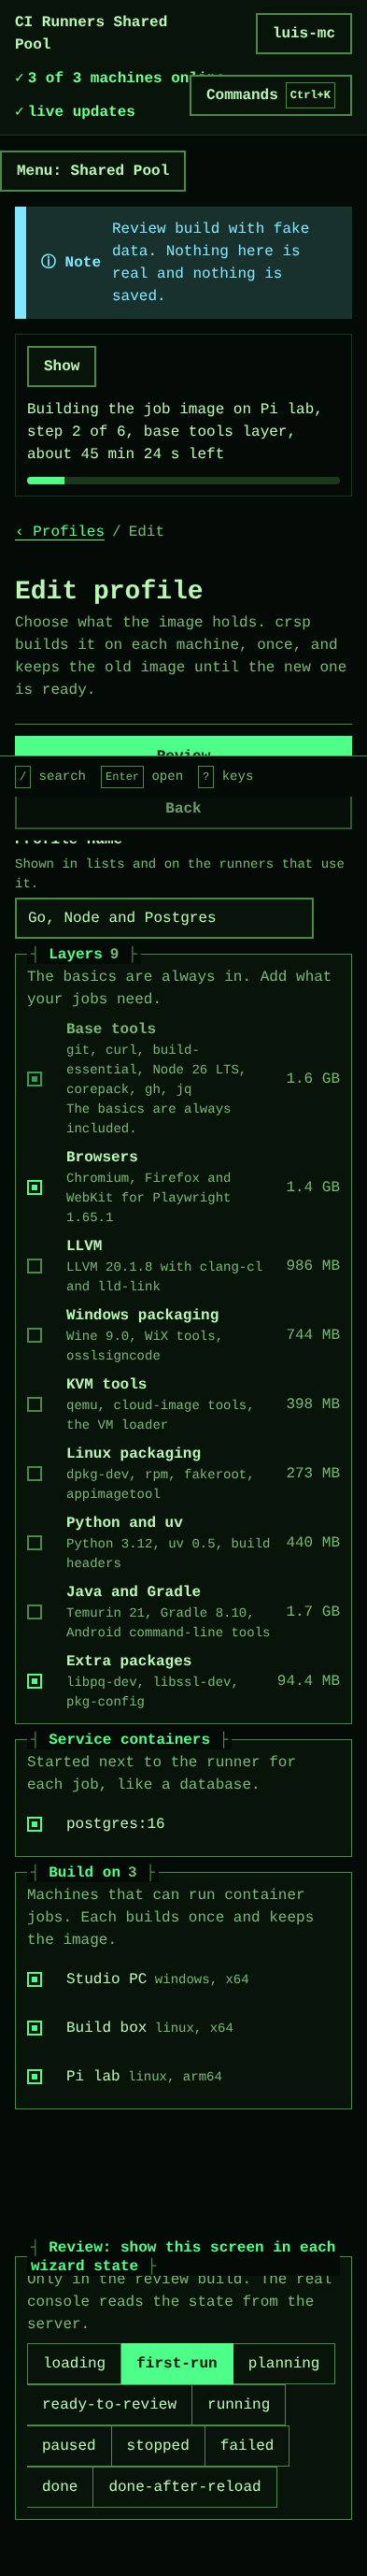 CI Runners Shared
Pool
luis-mc
✓ 3 of 3 machines online
✓ live updates
Commands Ctrl+K
Menu: Shared Pool
ⓘ Note
Review build with fake
data. Nothing here is
real and nothing is
saved.
Show
Building the job image on Pi lab,
step 2 of 6, base tools layer,
about 45 min 24 s left
‹ Profiles / Edit
Edit profile
Choose what the image holds. crsp
builds it on each machine, once, and
keeps the old image until the new one
is ready.
Review
/ search Enter open ? keys
Back
Profile name
Shown in lists and on the runners that use
it.
Go, Node and Postgres
Layers 9
The basics are always in. Add what
your jobs need.
Base tools
git, curl, build-
essential, Node 26 LTS,
corepack, gh, jq
The basics are always
included.
1.6 GB
Browsers
Chromium, Firefox and
WebKit for Playwright
1.65.1
1.4 GB
LLVM
LLVM 20.1.8 with clang-cl
and lld-link
986 MB
Windows packaging
Wine 9.0, WiX tools,
osslsigncode
744 MB
KVM tools
qemu, cloud-image tools,
the VM loader
398 MB
Linux packaging
dpkg-dev, rpm, fakeroot,
appimagetool
273 MB
Python and uv
Python 3.12, uv 0.5, build
headers
440 MB
Java and Gradle
Temurin 21, Gradle 8.10,
Android command-line tools
1.7 GB
Extra packages
libpq-dev, libssl-dev,
pkg-config
94.4 MB
Service containers
Started next to the runner for
each job, like a database.
postgres:16
Build on 3
Machines that can run container
jobs. Each builds once and keeps
the image.
Studio PC windows, x64
Build box linux, x64
Pi lab linux, arm64
Review: show this screen in each
wizard state
Only in the review build. The real
console reads the state from the
server.
loading first-run planning
ready-to-review running
paused stopped failed
done done-after-reload